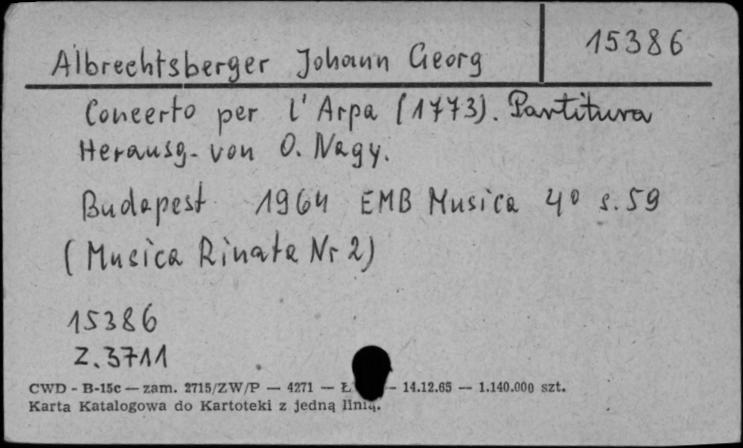 Albrechtsberger Johann Georg
15386
Concerto per l'Arpa (1773). Partitura
Herausg. von O. Nagy.
Budapest 1964 EMB Musica 4° s. 59
(Musica Rinata Nr 2)
15386
Z. 3711
CWD - B-15c — zam. 2715/ZW/P — 4271 — — 14.12.65 — 1.140.000 szt.
Karta Katalogowa do Kartoteki z jedną linią.